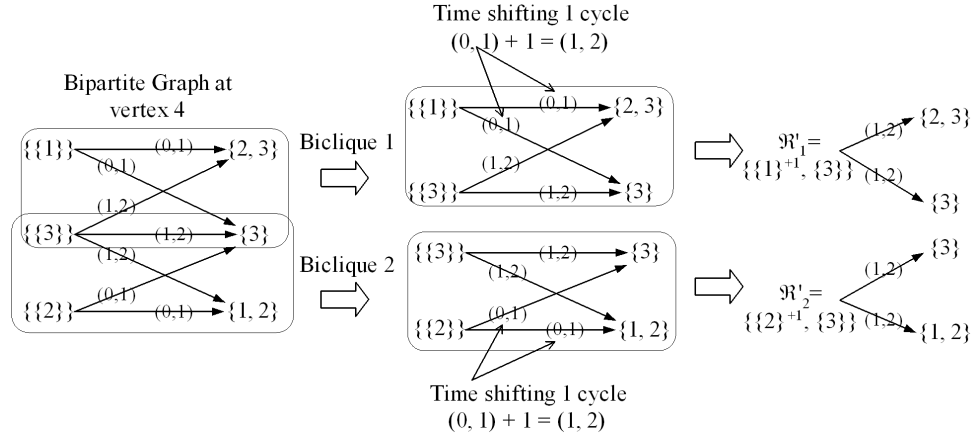 Time shifting 1 cycle
(0, 1) + 1 = (1, 2)
Bipartite Graph at
vertex 4
{{1}} (0,1) {2, 3}
(0,1)
(1,2)
{{3}} (1,2) {3}
(1,2)
(0,1)
{{2}} (0,1) {1, 2}
Biclique 1
{{1}} (0,1) {2, 3}
(0,1)
(1,2)
{{3}} (1,2) {3}
ℜ'₁=
{{1}⁺¹, {3}}
(1,2) {2, 3}
(1,2) {3}
Biclique 2
{{3}} (1,2) {3}
(1,2)
(0,1)
{{2}} (0,1) {1, 2}
ℜ'₂=
{{2}⁺¹, {3}}
(1,2) {3}
(1,2) {1, 2}
Time shifting 1 cycle
(0, 1) + 1 = (1, 2)